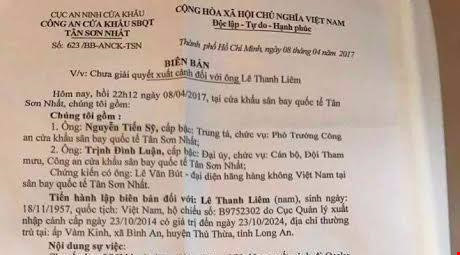 CỤC AN NINH CỬA KHẨU
CÔNG AN CỬA KHẨU SBQT
TÂN SƠN NHẤT
Số: 623 /BB-ANCK-TSN
CỘNG HÒA XÃ HỘI CHỦ NGHĨA VIỆT NAM
Độc lập - Tự do - Hạnh phúc
Thành phố Hồ Chí Minh, ngày 08 tháng 04 năm 2017
BIÊN BẢN
V/v: Chưa giải quyết xuất cảnh đối với ông Lê Thanh Liêm
Hôm nay, hồi 22h12 ngày 08/04/2017, tại cửa khẩu sân bay quốc tế Tân
Sơn Nhất, chúng tôi gồm:
Chúng tôi gồm :
1. Ông: Nguyễn Tiến Sỹ, cấp bậc: Trung tá, chức vụ: Phó Trưởng Công
an cửa khẩu sân bay quốc tế Tân Sơn Nhất.
2. Ông: Trịnh Đình Luận, cấp bậc: Đại úy, chức vụ: Cán bộ, Đội Tham
mưu, Công an cửa khẩu sân bay quốc tế Tân Sơn Nhất.
Chứng kiến có ông: Lê Văn Bút - đại diện hãng hàng không Việt Nam tại
sân bay Tân Sơn Nhất.
Tiến hành lập biên bản đối với: Lê Thanh Liêm (nam), sinh ngày:
18/11/1957, quốc tịch: Việt Nam, hộ chiếu số: B9752302 do Cục Quản lý xuất
nhập cảnh cấp ngày 23/10/2014 có giá trị đến ngày 23/10/2024, địa chỉ thường
trú tại: ấp Vàm Kinh, xã Bình An, huyện Thủ Thừa, tỉnh Long An.
Nội dung sự việc: